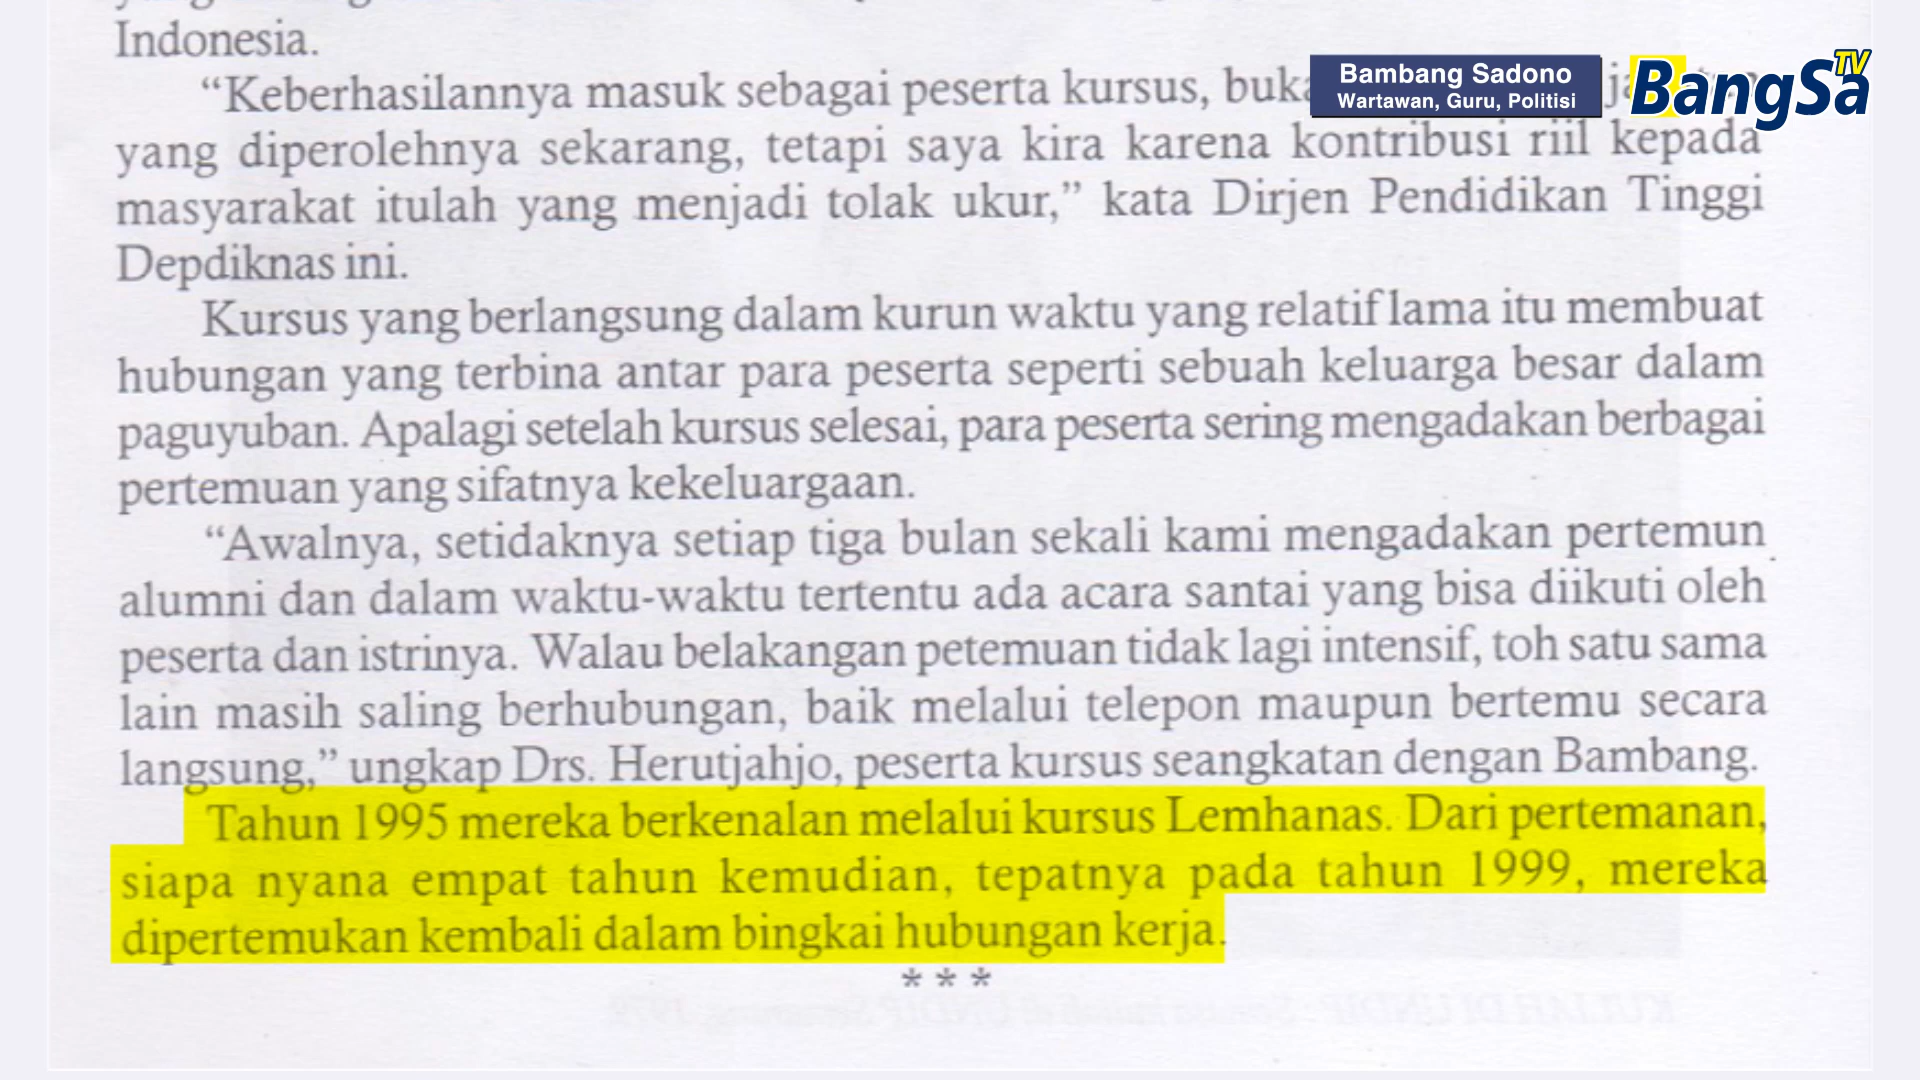 Indonesia.
“Keberhasilannya masuk sebagai peserta kursus,
Bambang Sadono
Wartawan, Guru, Politisi
BangSa TV
yang diperolehnya sekarang, tetapi saya kira karena kontribusi riil kepada
masyarakat itulah yang menjadi tolak ukur,” kata Dirjen Pendidikan Tinggi
Depdiknas ini.
Kursus yang berlangsung dalam kurun waktu yang relatif lama itu membuat
hubungan yang terbina antar para peserta seperti sebuah keluarga besar dalam
paguyuban. Apalagi setelah kursus selesai, para peserta sering mengadakan berbagai
pertemuan yang sifatnya kekeluargaan.
“Awalnya, setidaknya setiap tiga bulan sekali kami mengadakan pertemun
alumni dan dalam waktu-waktu tertentu ada acara santai yang bisa diikuti oleh
peserta dan istrinya. Walau belakangan petemuan tidak lagi intensif, toh satu sama
lain masih saling berhubungan, baik melalui telepon maupun bertemu secara
langsung,” ungkap Drs. Herutjahjo, peserta kursus seangkatan dengan Bambang.
Tahun 1995 mereka berkenalan melalui kursus Lemhanas. Dari pertemanan,
siapa nyana empat tahun kemudian, tepatnya pada tahun 1999, mereka
dipertemukan kembali dalam bingkai hubungan kerja.
* * *